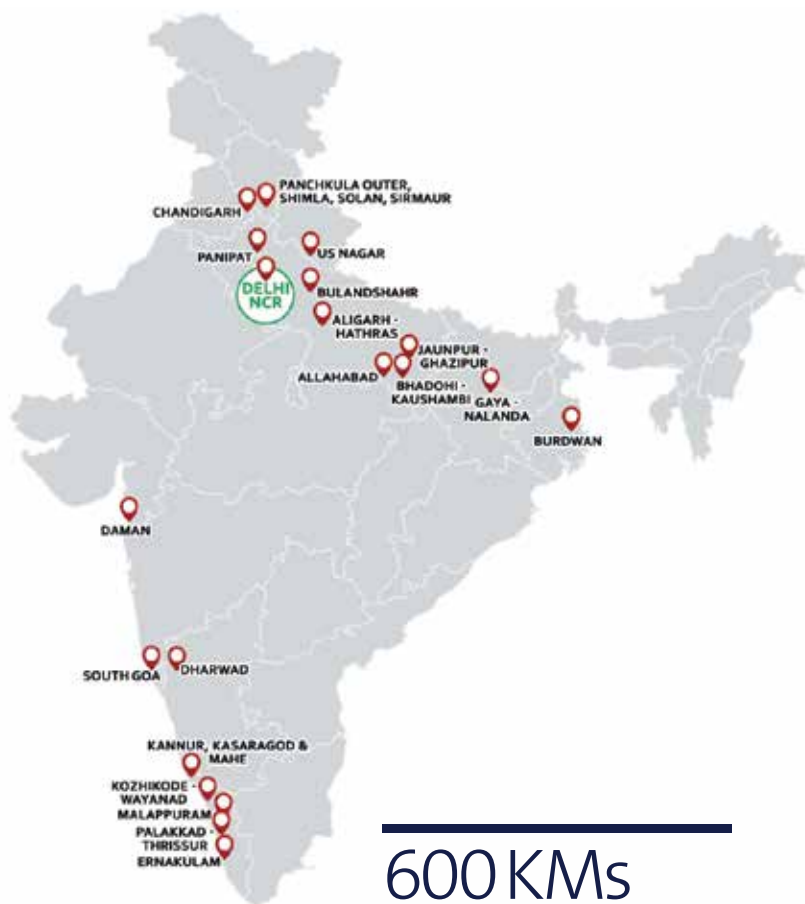 PANCHKULA OUTER,
SHIMLA, SOLAN, SIRMAUR
CHANDIGARH
PANIPAT
US NAGAR
DELHI
NCR
BULANDSHAHR
ALIGARH -
HATHRAS
JAUNPUR -
GHAZIPUR
ALLAHABAD
BHADOHI -
KAUSHAMBI
GAYA -
NALANDA
BURDWAN
DAMAN
SOUTH GOA
DHARWAD
KANNUR, KASARAGOD &
MAHE
KOZHIKODE -
WAYANAD
MALAPPURAM
PALAKKAD -
THRISSUR
ERNAKULAM
600 KMs